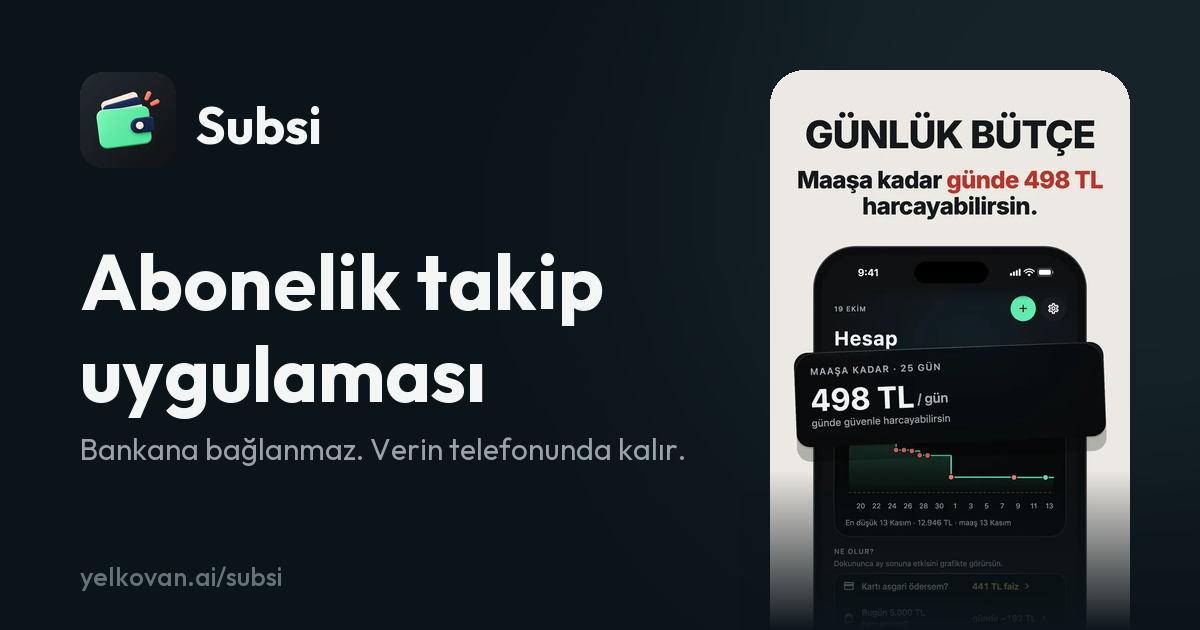 Subsi
Abonelik takip
uygulaması
Bankana bağlanmaz. Verin telefonunda kalır.
yelkovan.ai/subsi
GÜNLÜK BÜTÇE
Maaşa kadar günde 498 TL
harcayabilirsin.
9:41
19 EKİM
Hesap
MAAŞA KADAR · 25 GÜN
498 TL / gün
günde güvenle harcayabilirsin
20 22 24 26 28 30 1 3 5 7 9 11 13
En düşük 13 Kasım · 12.946 TL · maaş 13 Kasım
NE OLUR?
Dokununca ay sonuna etkisini grafikte görürsün.
Kartı asgari ödersem? 441 TL faiz >
Bugün 5.000 TL günde −192 TL